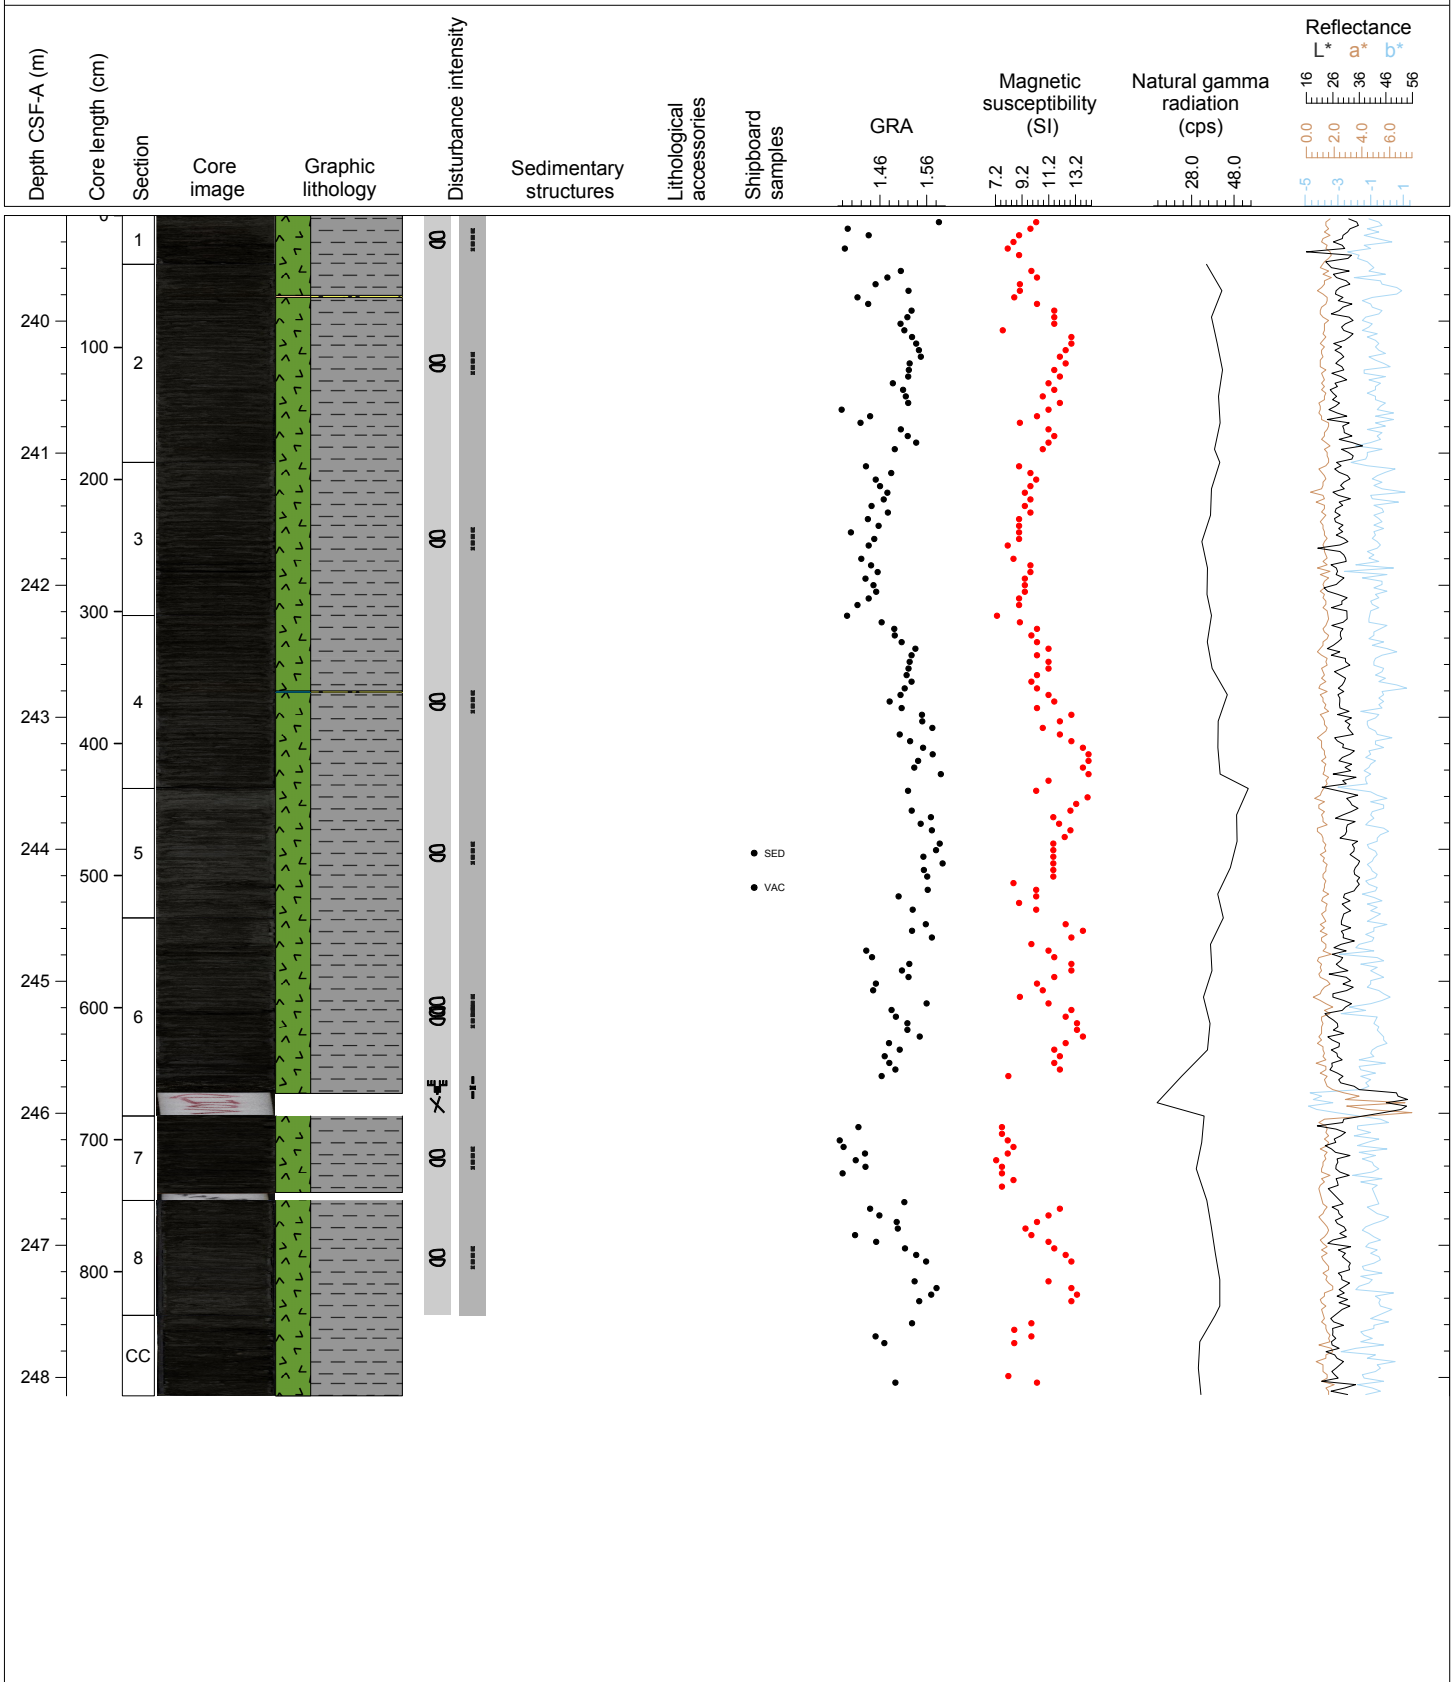 Depth CSF-A (m)
Core length (cm)
Section
Core
image
Graphic
lithology
Disturbance intensity
Sedimentary
structures
Lithological
accessories
Shipboard
samples
GRA
1.46 1.56
Magnetic
susceptibility
(SI)
7.2 9.2 11.2 13.2
Natural gamma
radiation
(cps)
28.0 48.0
Reflectance
L* a* b*
16 26 36 46 56
0.0 2.0 4.0 6.0
-5 -3 -1 1
0
1
240
100
2
241
200
3
242
300
4
243
400
244
5
SED
500
VAC
245
600
6
246
700
7
247
8
800
CC
248